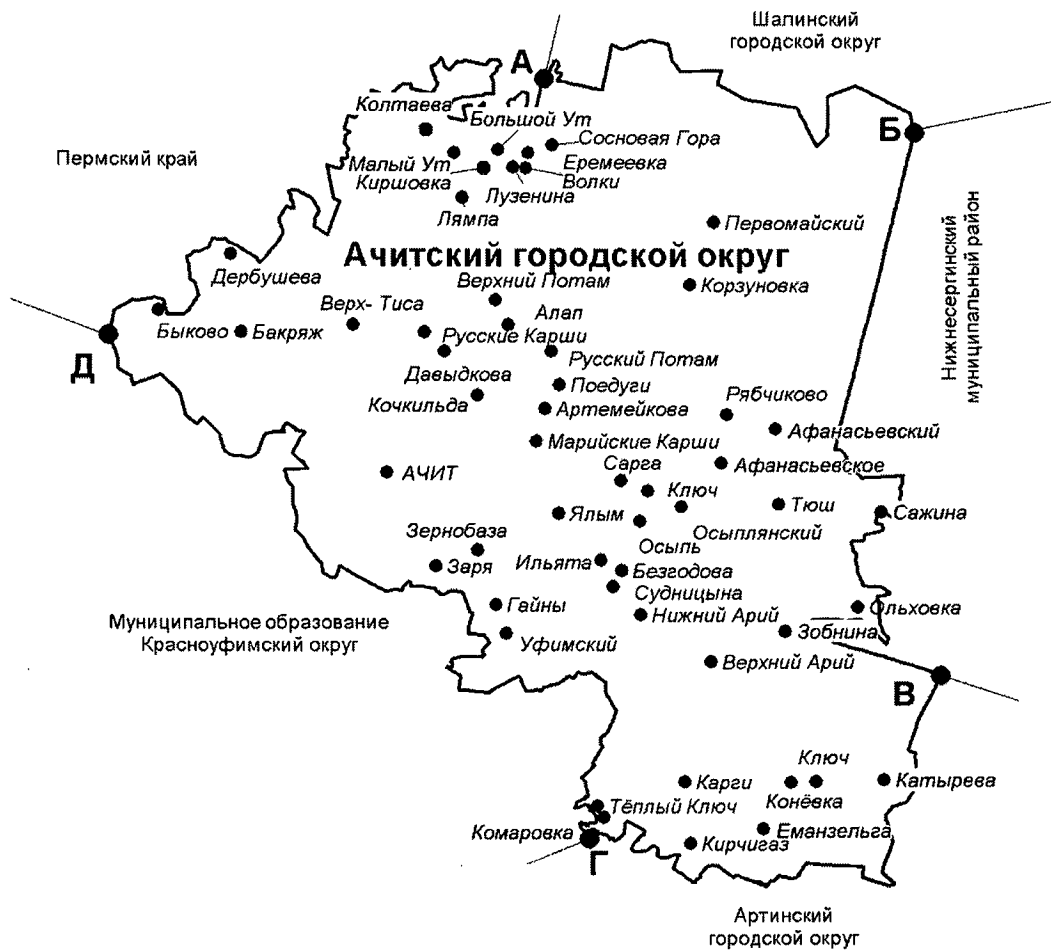 Шалинский
городской округ
А
Колтаева
Большой Ут
Б
Сосновая Гора
Пермский край
Малый Ут
Еремеевка
Киршовка
Волки
Лузенина
Лямпа
Первомайский
Ачитский городской округ
Дербушева
Верхний Потам
Корзуновка
Верх- Тиса
Алап
Быково
Бакряж
Русские Карши
Нижнесергинский
муниципальный район
Д
Русский Потам
Давыдкова
Поедуги
Кочкильда
Рябчиково
Артемейкова
Афанасьевский
Марийские Карши
Сарга
Афанасьевское
АЧИТ
Ключ
Тюш
Ялым
Сажина
Осыплянский
Зернобаза
Осыпь
Ильята
Заря
Безгодова
Судницына
Гайны
Нижний Арий
Ольховка
Муниципальное образование
Красноуфимский округ
Уфимский
Зобнина
Верхний Арий
В
Ключ
Карги
Катырева
Конёвка
Тёплый Ключ
Комаровка
Еманзельга
Кирчигаз
Г
Артинский
городской округ